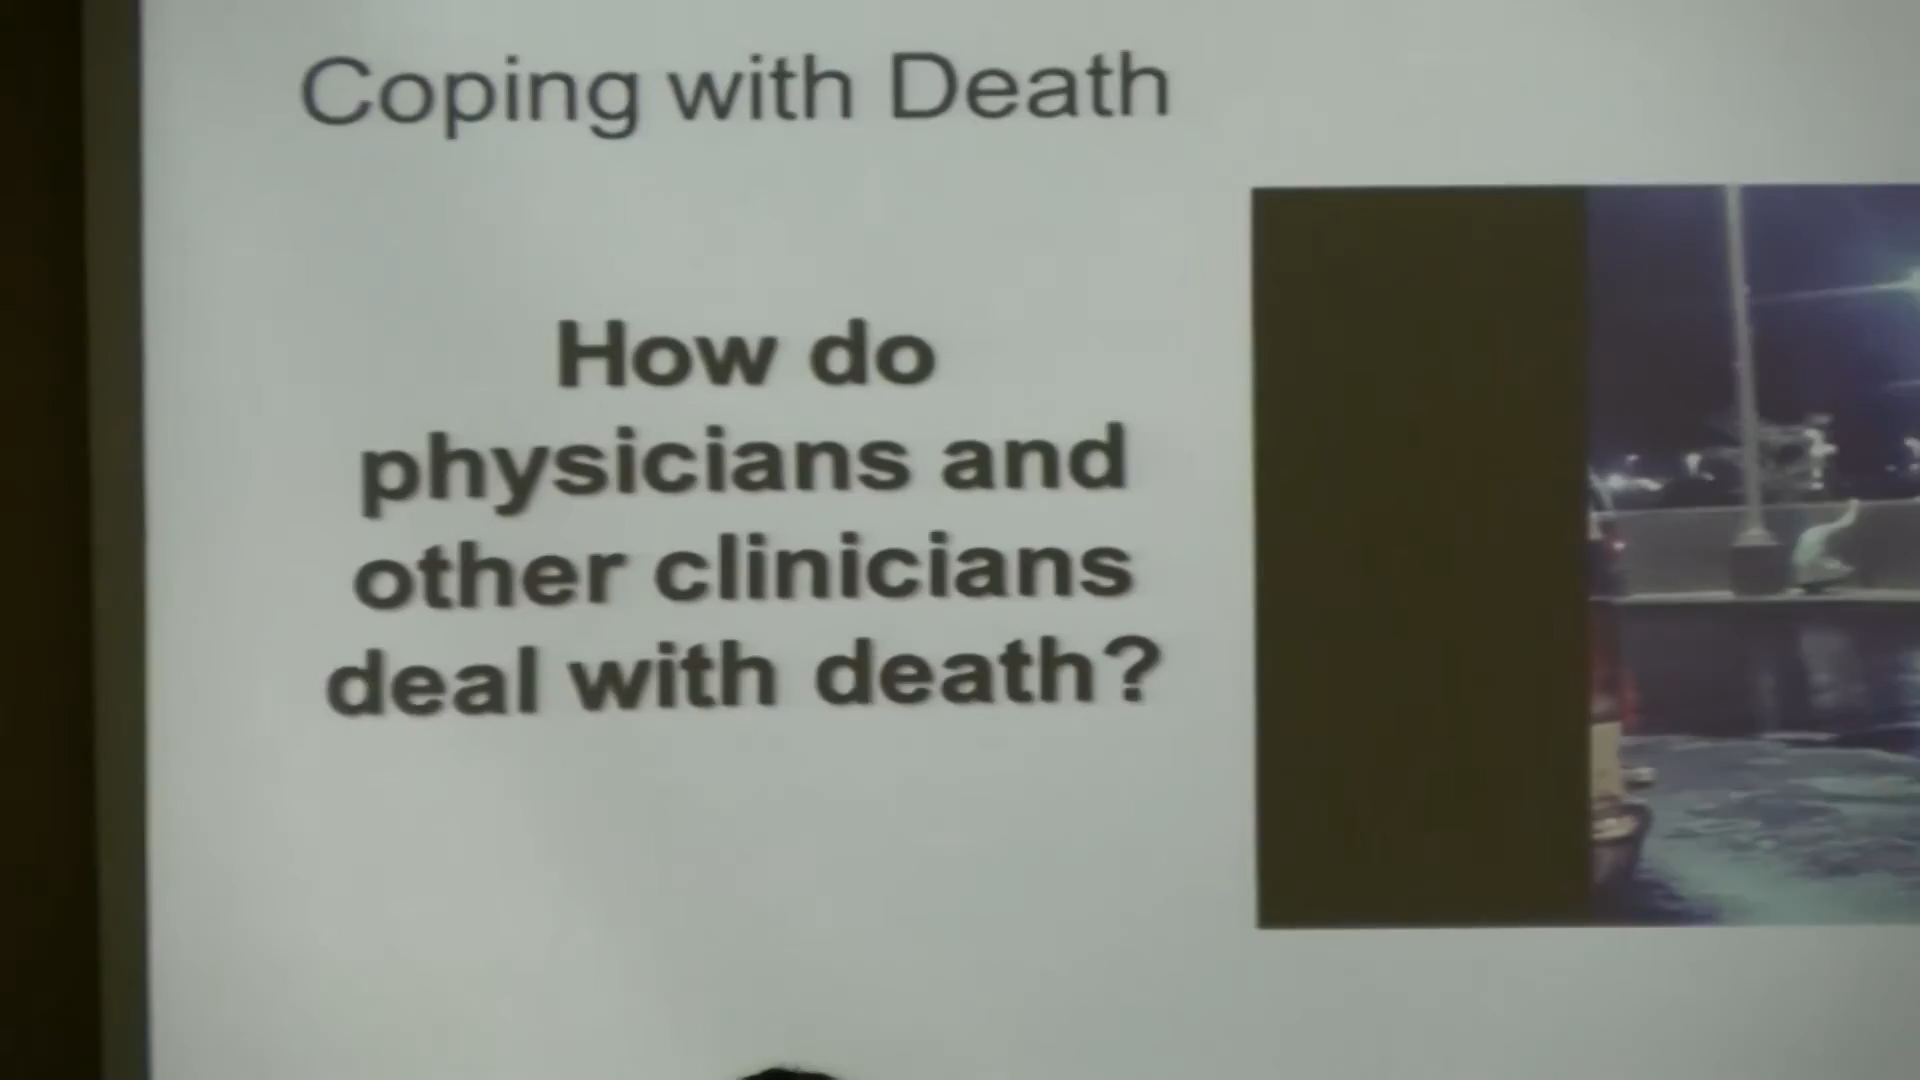 Coping with Death
How do
physicians and
other clinicians
deal with death?